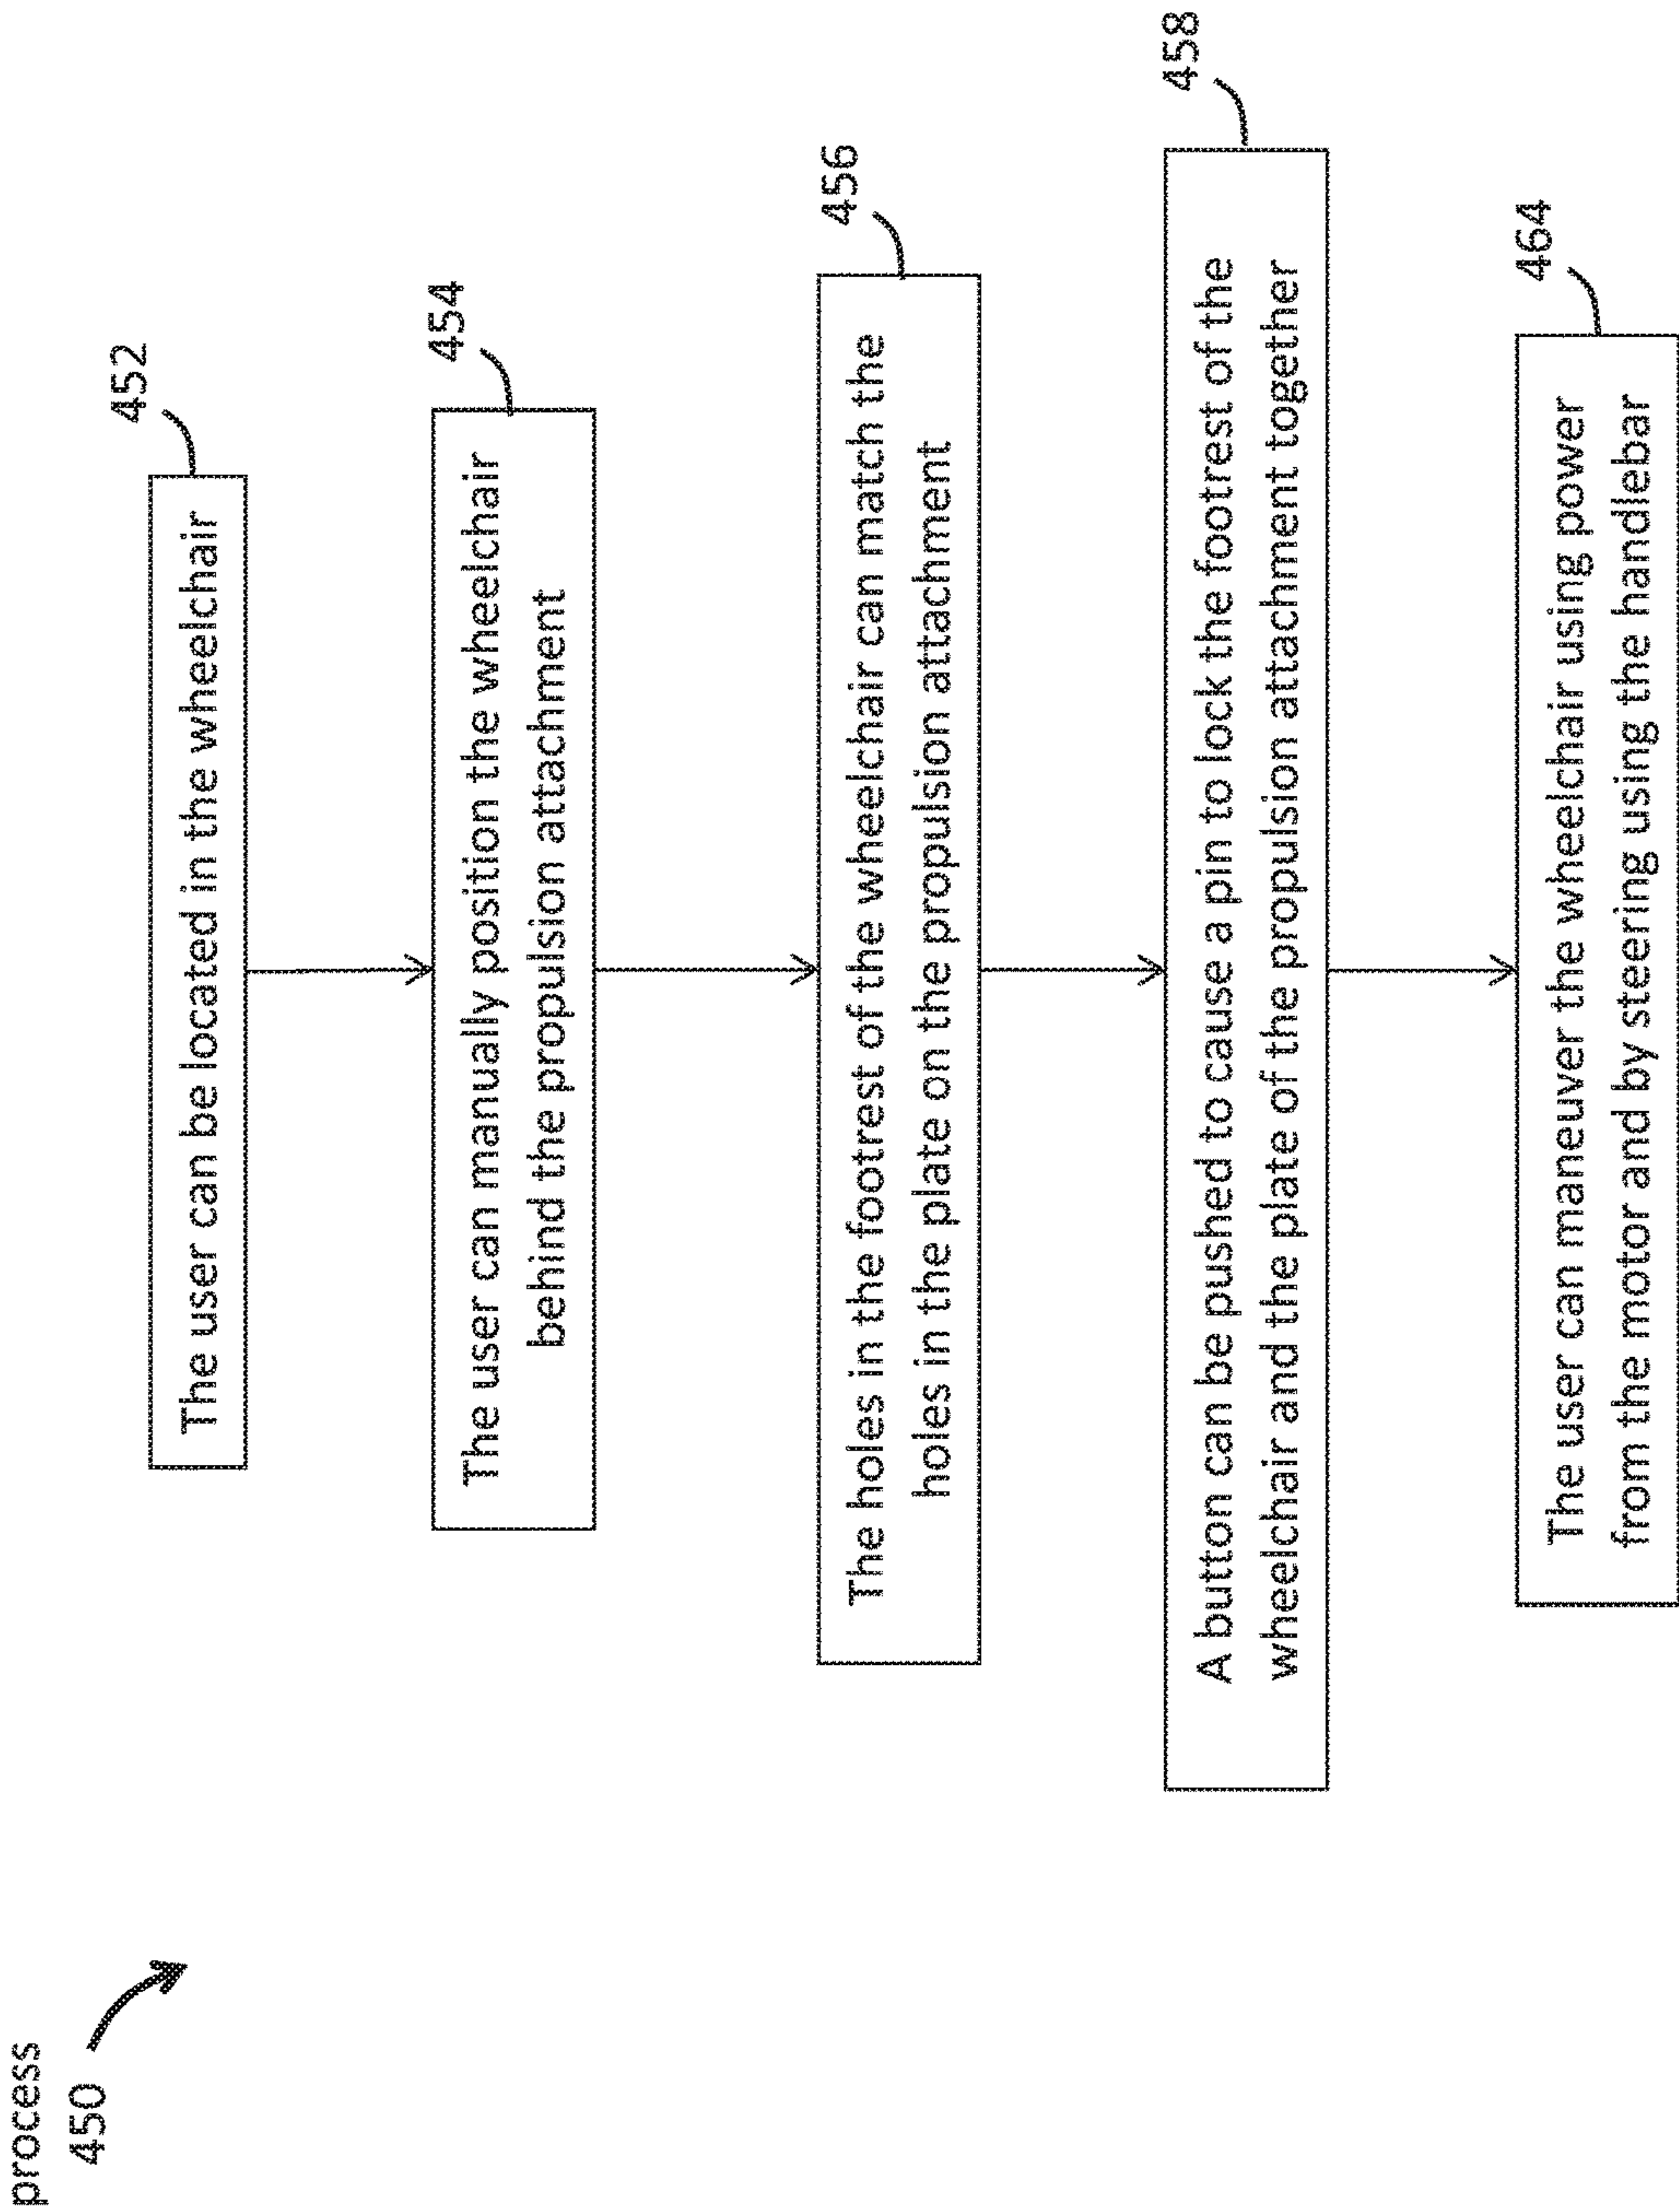 process
450
452
The user can be located in the wheelchair
454
The user can manually position the wheelchair
behind the propulsion attachment
456
The holes in the footrest of the wheelchair can match the
holes in the plate on the propulsion attachment
458
A button can be pushed to cause a pin to lock the footrest of the
wheelchair and the plate of the propulsion attachment together
464
The user can maneuver the wheelchair using power
from the motor and by steering using the handlebar